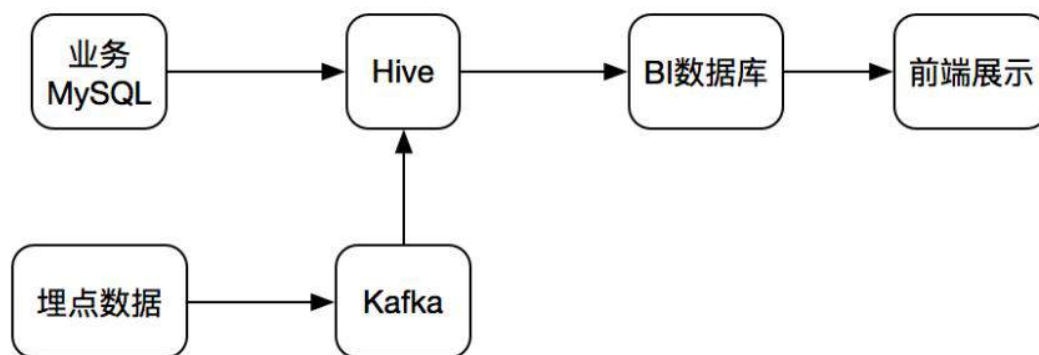 业务
MySQL
Hive
BI数据库
前端展示
埋点数据
Kafka